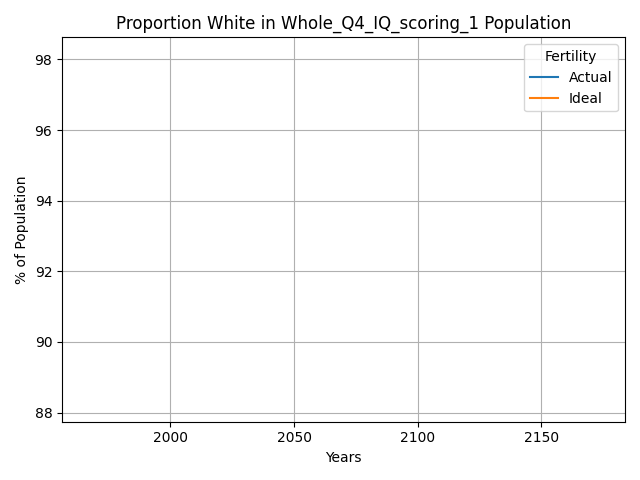 Proportion White in Whole_Q4_IQ_scoring_1 Population
Fertility
Actual
Ideal
98
96
94
92
90
88
% of Population
2000
2050
2100
2150
Years